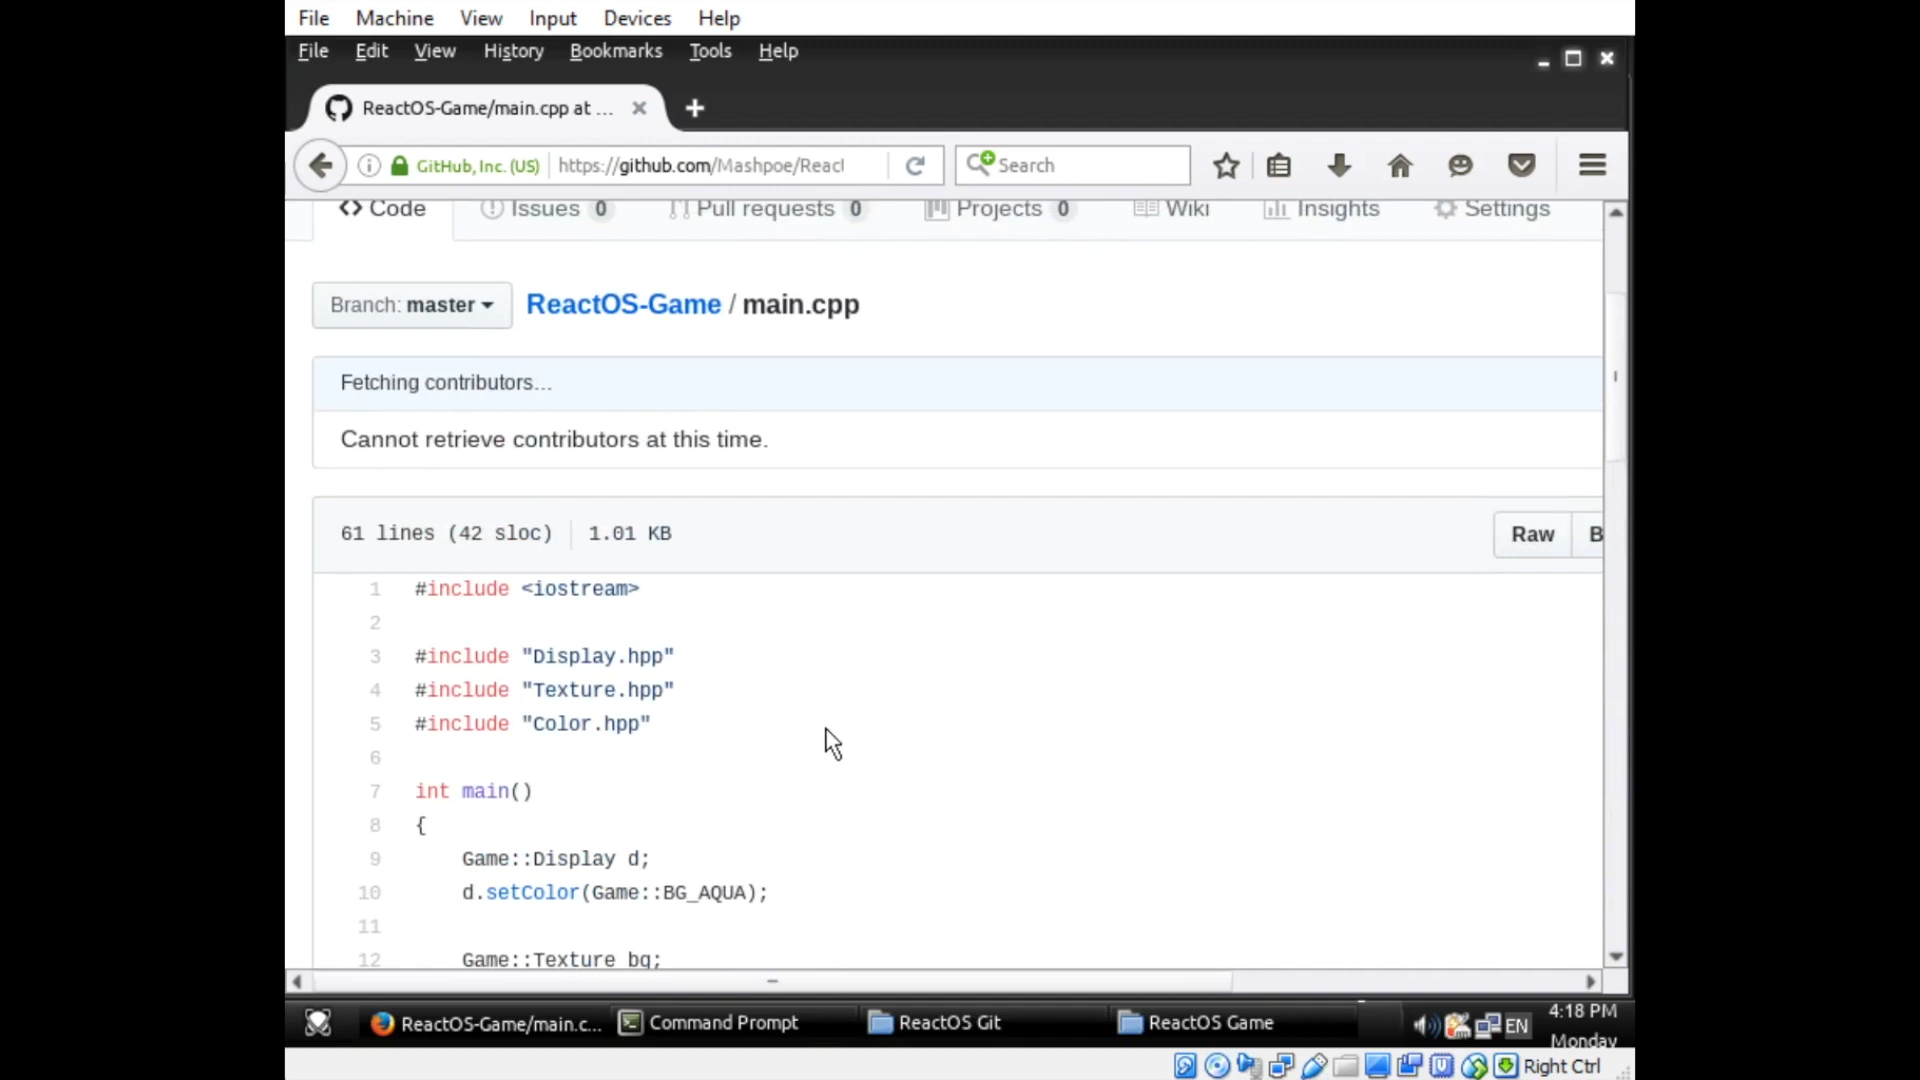 File Machine View Input Devices Help
File Edit View History Bookmarks Tools Help
ReactOS-Game/main.cpp at ...
GitHub, Inc. (US) https://github.com/Mashpoe/React Search
Code Issues 0 Pull requests 0 Projects 0 Wiki Insights Settings
Branch: master ReactOS-Game / main.cpp
Fetching contributors…
Cannot retrieve contributors at this time.
61 lines (42 sloc) 1.01 KB Raw B
1 #include <iostream>
2
3 #include "Display.hpp"
4 #include "Texture.hpp"
5 #include "Color.hpp"
6
7 int main()
8 {
9 Game::Display d;
10 d.setColor(Game::BG_AQUA);
11
12 Game::Texture bg;
ReactOS-Game/main.c... Command Prompt ReactOS Git ReactOS Game EN 4:18 PM
Monday
Right Ctrl